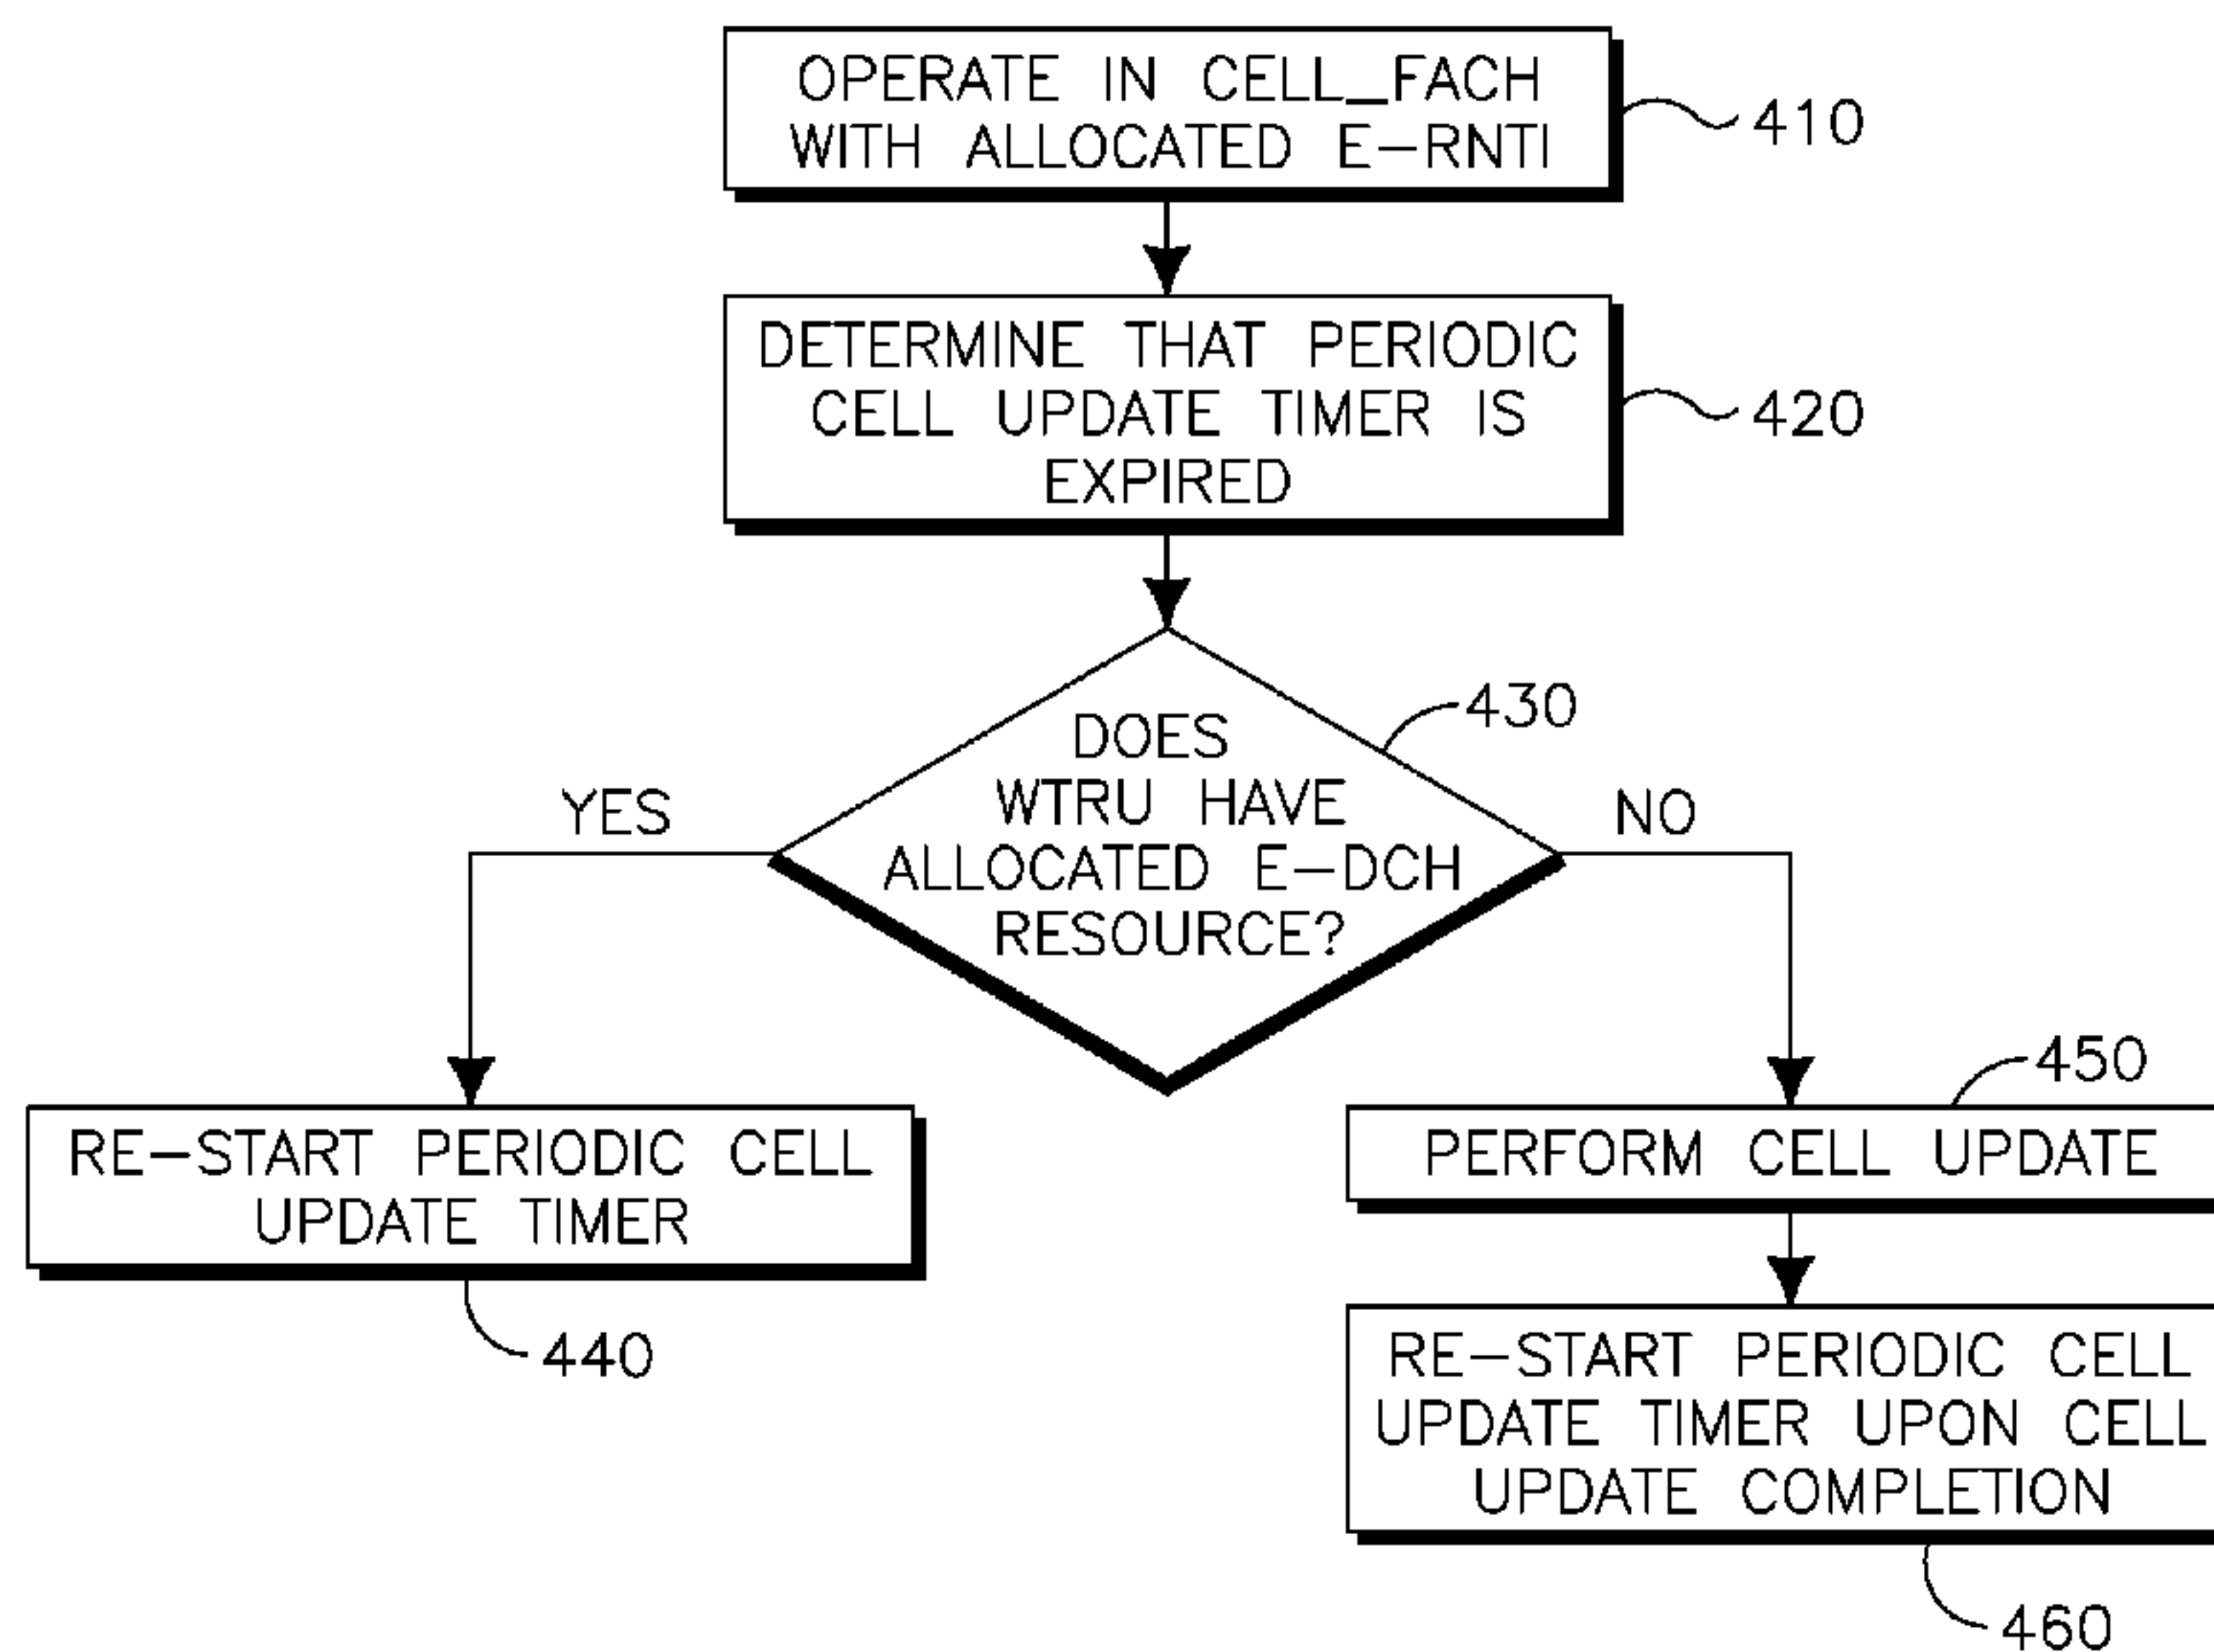 OPERATE IN CELL_FACH
WITH ALLOCATED E-RNTI
410
DETERMINE THAT PERIODIC
CELL UPDATE TIMER IS
EXPIRED
420
DOES
WTRU HAVE
ALLOCATED E-DCH
RESOURCE?
430
YES
NO
RE-START PERIODIC CELL
UPDATE TIMER
440
450
PERFORM CELL UPDATE
RE-START PERIODIC CELL
UPDATE TIMER UPON CELL
UPDATE COMPLETION
460